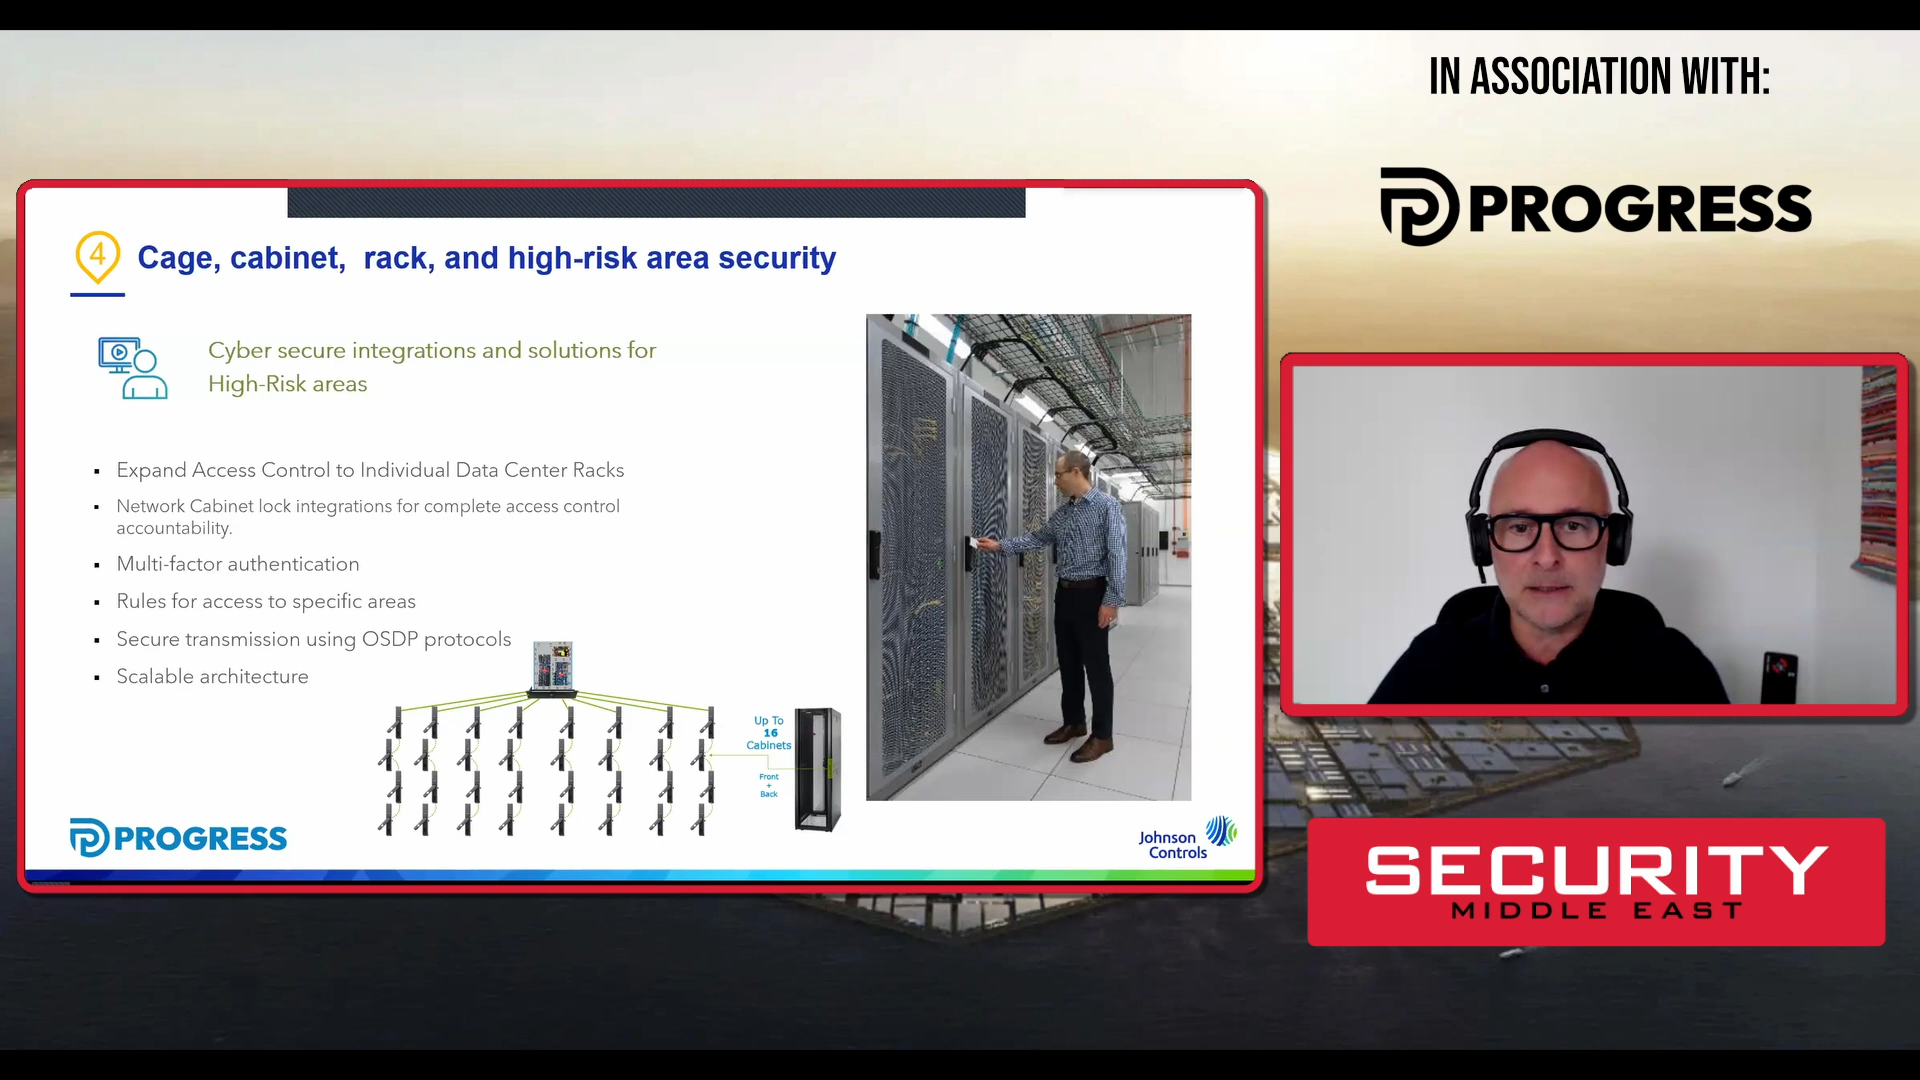 IN ASSOCIATION WITH:
PROGRESS
4
Cage, cabinet,  rack, and high-risk area security
Cyber secure integrations and solutions for
High-Risk areas
▪ Expand Access Control to Individual Data Center Racks
▪ Network Cabinet lock integrations for complete access control
accountability.
▪ Multi-factor authentication
▪ Rules for access to specific areas
▪ Secure transmission using OSDP protocols
▪ Scalable architecture
Up To
16
Cabinets
Front
+
Back
PROGRESS
Johnson
Controls
SECURITY
MIDDLE EAST